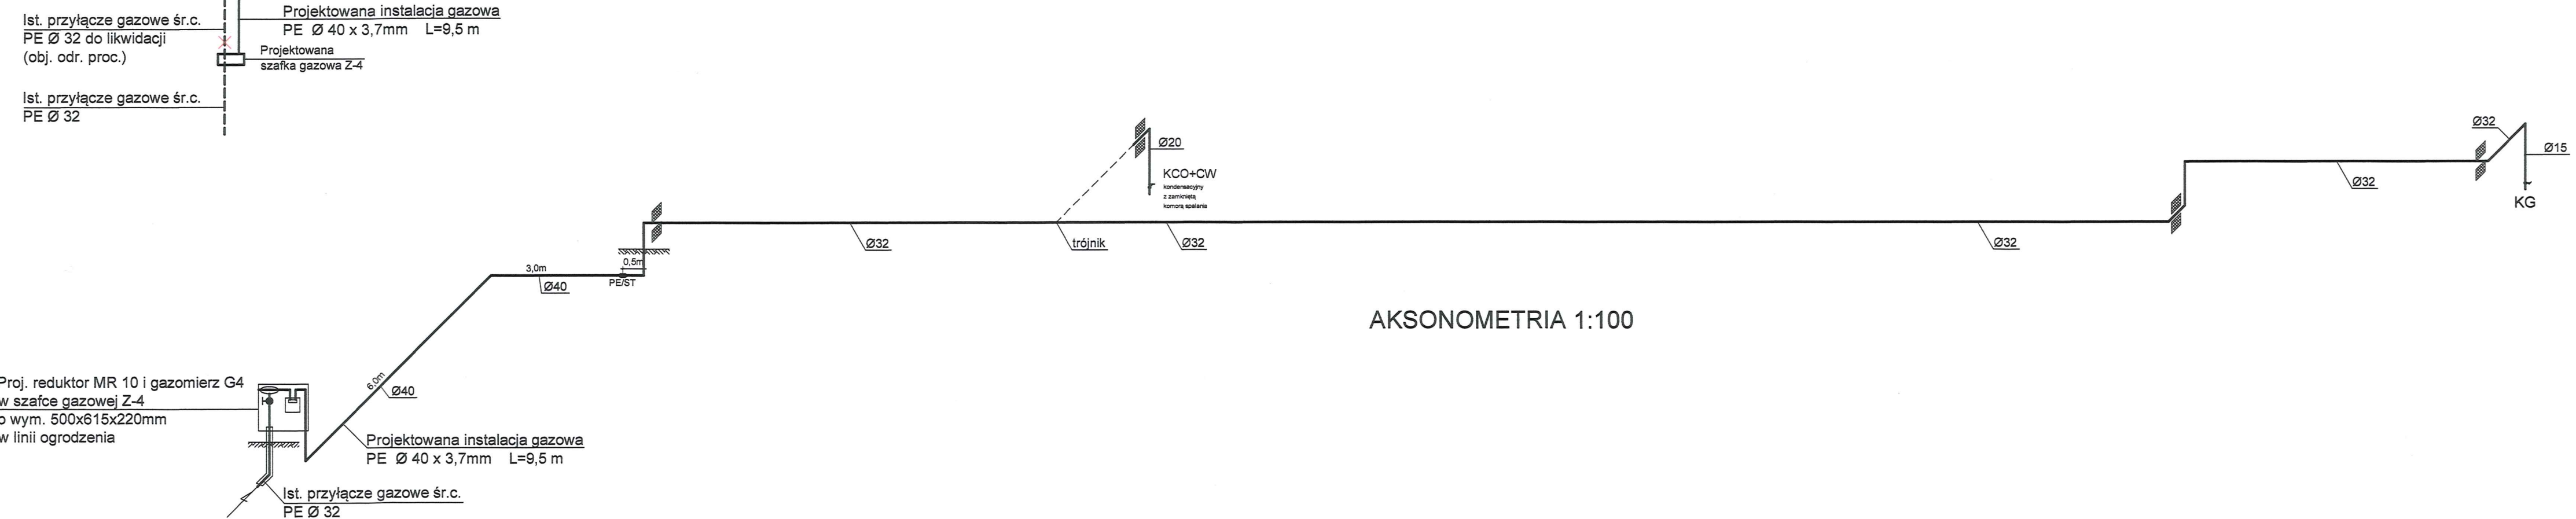 Ist. przyłącze gazowe śr.c.
PE Ø 32 do likwidacji
(obj. odr. proc.)
Projektowana instalacja gazowa
PE Ø 40 x 3,7mm L=9,5 m
Projektowana
szafka gazowa Z-4
Ist. przyłącze gazowe śr.c.
PE Ø 32
Ø20
KCO+CW
kondensacyjny
z zamkniętą
komorą spalania
Ø32
Ø15
Ø32
KG
Ø32
trójnik
Ø32
Ø32
0,5m
3,0m
Ø40
PE/ST
AKSONOMETRIA 1:100
6,0m
Ø40
Proj. reduktor MR 10 i gazomierz G4
w szafce gazowej Z-4
o wym. 500x615x220mm
w linii ogrodzenia
Projektowana instalacja gazowa
PE Ø 40 x 3,7mm L=9,5 m
Ist. przyłącze gazowe śr.c.
PE Ø 32